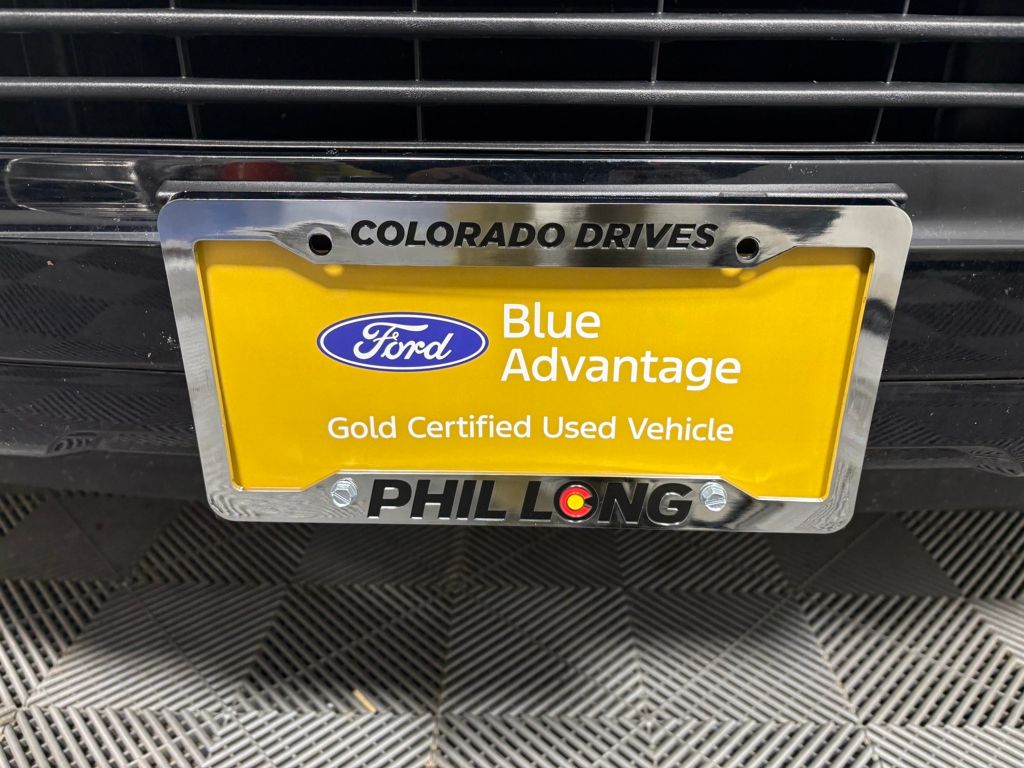 COLORADO DRIVES
Ford
Blue
Advantage
Gold Certified Used Vehicle
PHIL LONG